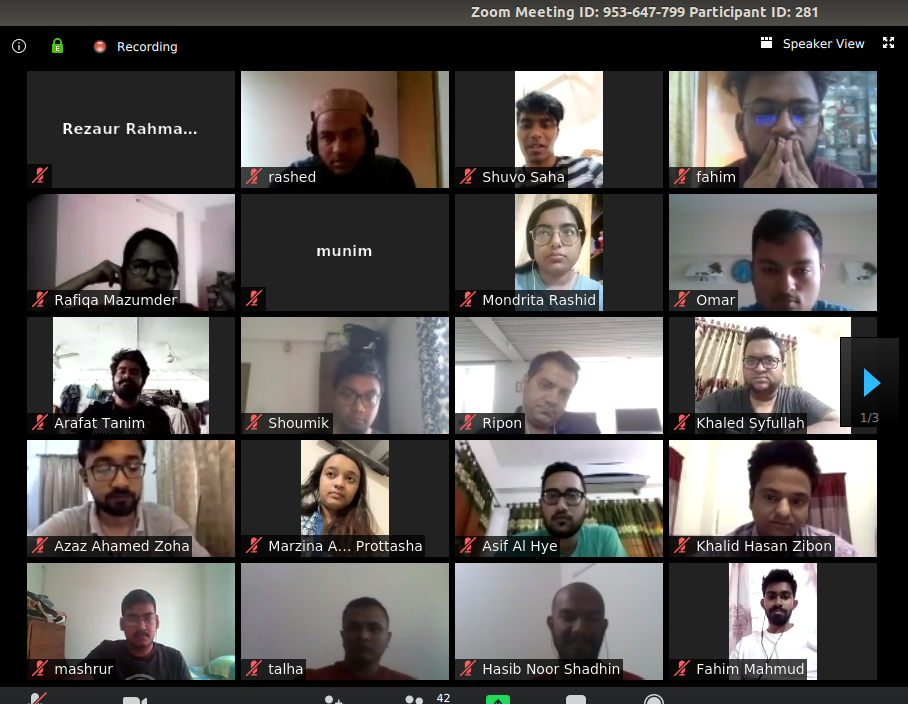 Zoom Meeting ID: 953-647-799 Participant ID: 281
Recording
Speaker View
Rezaur Rahma...
rashed
Shuvo Saha
fahim
Rafiqa Mazumder
munim
Mondrita Rashid
Omar
Arafat Tanim
Shoumik
Ripon
Khaled Syfullah
1/3
Azaz Ahamed Zoha
Marzina A... Prottasha
Asif Al Hye
Khalid Hasan Zibon
mashrur
talha
Hasib Noor Shadhin
Fahim Mahmud
42